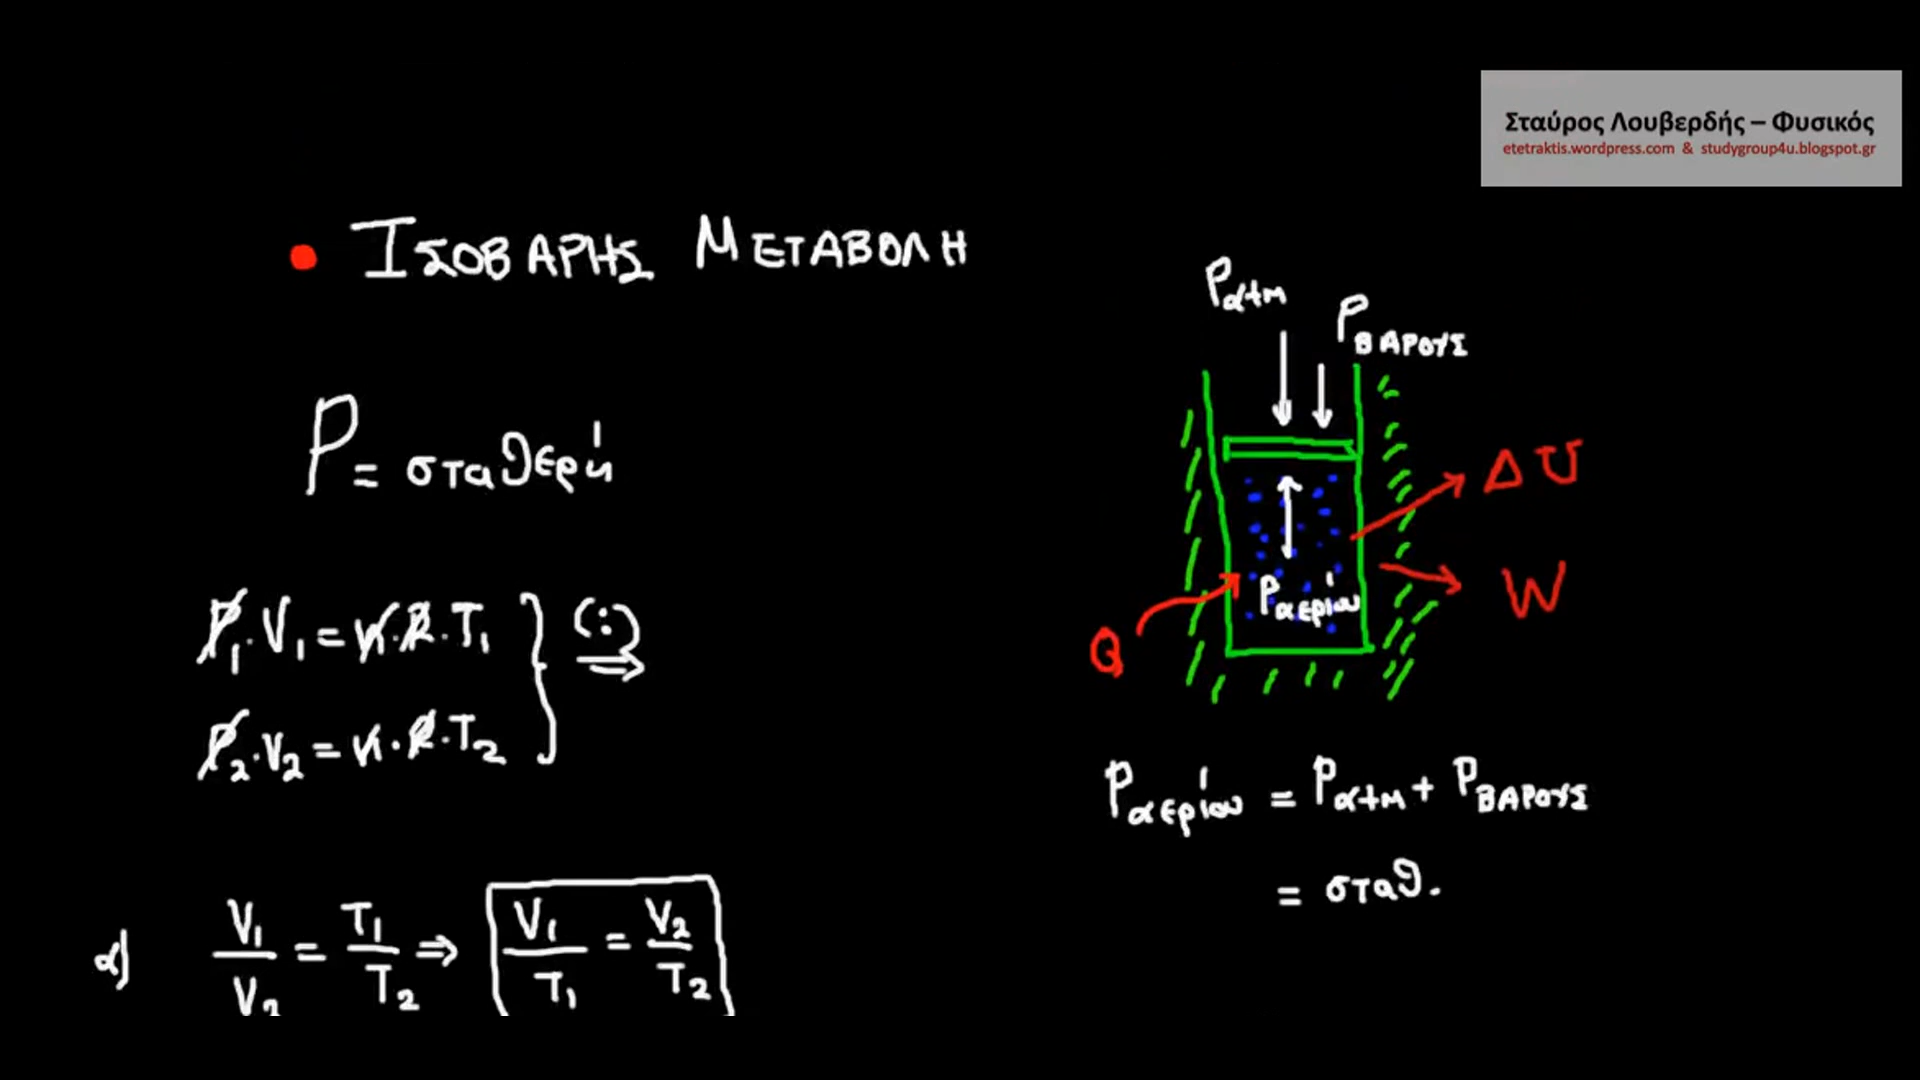 Σταύρος Λουβερδής – Φυσικός
etetraktis.wordpress.com & studygroup4u.blogspot.gr
• ΙΣΟΒΑΡΗΣ ΜΕΤΑΒΟΛΗ
P = σταθερή
P₁·V₁ = n·R·T₁
P₂·V₂ = n·R·T₂
(:) ⇒
α) V₁/V₂ = T₁/T₂ ⇒ V₁/T₁ = V₂/T₂
Pατμ
PΒΑΡΟΥΣ
ΔU
W
Pαερίου
Q
Pαερίου = Pατμ + PΒΑΡΟΥΣ
= σταθ.